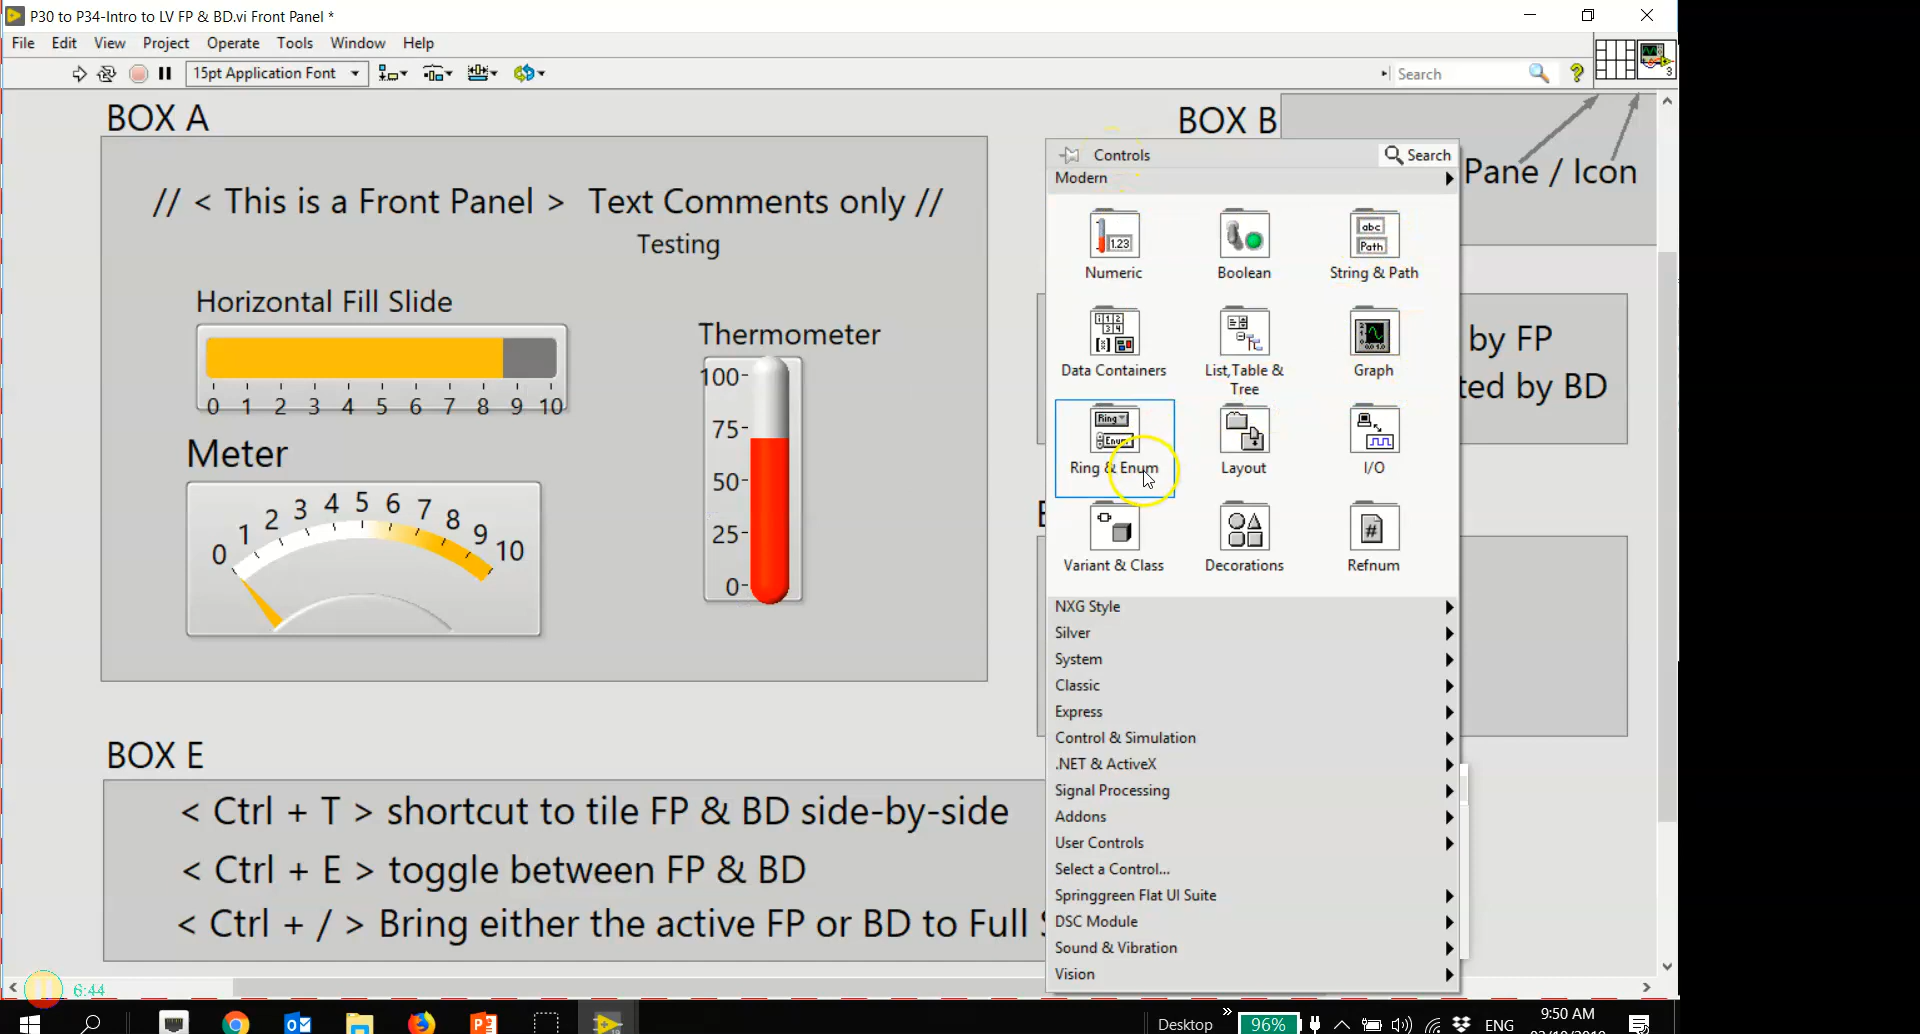 P30 to P34-Intro to LV FP & BD.vi Front Panel *
File Edit View Project Operate Tools Window Help
15pt Application Font
Search
?
3
BOX A
// < This is a Front Panel > Text Comments only //
Testing
Horizontal Fill Slide
0 1 2 3 4 5 6 7 8 9 10
Thermometer
100
75
50
25
0
Meter
0 1 2 3 4 5 6 7 8 9 10
BOX E
< Ctrl + T > shortcut to tile FP & BD side-by-side
< Ctrl + E > toggle between FP & BD
< Ctrl + / > Bring either the active FP or BD to Full
BOX B
Pane / Icon
by FP
ted by BD
Controls
Search
Modern
1.23
abc
Path
Numeric Boolean String & Path
Data Containers List, Table & Tree Graph
Ring
Enum
Ring & Enum Layout I/O
#
Variant & Class Decorations Refnum
NXG Style
Silver
System
Classic
Express
Control & Simulation
.NET & ActiveX
Signal Processing
Addons
User Controls
Select a Control...
Springgreen Flat UI Suite
DSC Module
Sound & Vibration
Vision
6:44
Desktop
96%
ENG
9:50 AM